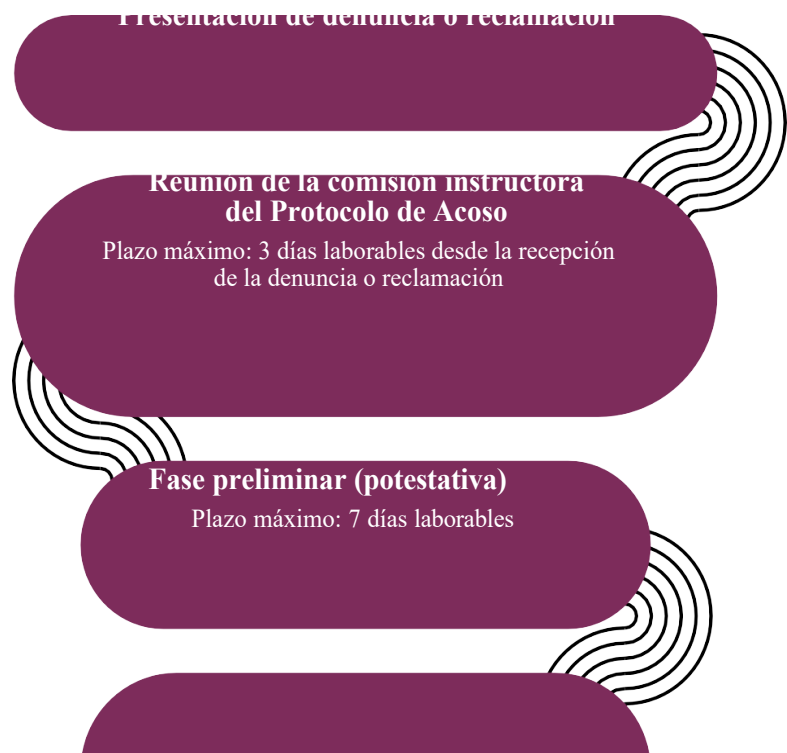 Presentación de denuncia o reclamación
Reunión de la comisión instructora
del Protocolo de Acoso
Plazo máximo: 3 días laborables desde la recepción
de la denuncia o reclamación
Fase preliminar (potestativa)
Plazo máximo: 7 días laborables